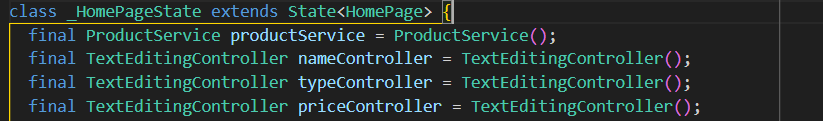 class _HomePageState extends State<HomePage> {
final ProductService productService = ProductService();
final TextEditingController nameController = TextEditingController();
final TextEditingController typeController = TextEditingController();
final TextEditingController priceController = TextEditingController();